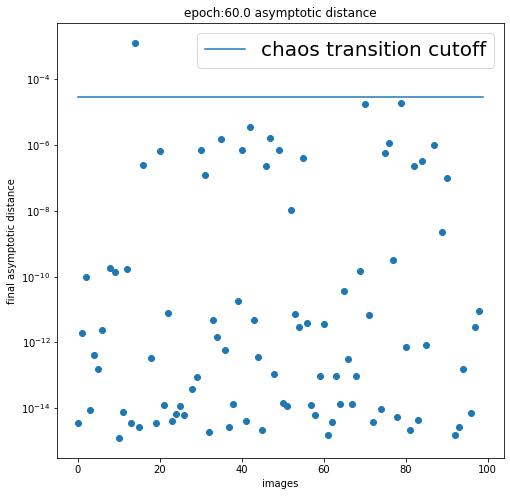 epoch:60.0 asymptotic distance
chaos transition cutoff
10⁻⁴
10⁻⁶
10⁻⁸
10⁻¹⁰
10⁻¹²
10⁻¹⁴
final asymptotic distance
0 20 40 60 80 100
images